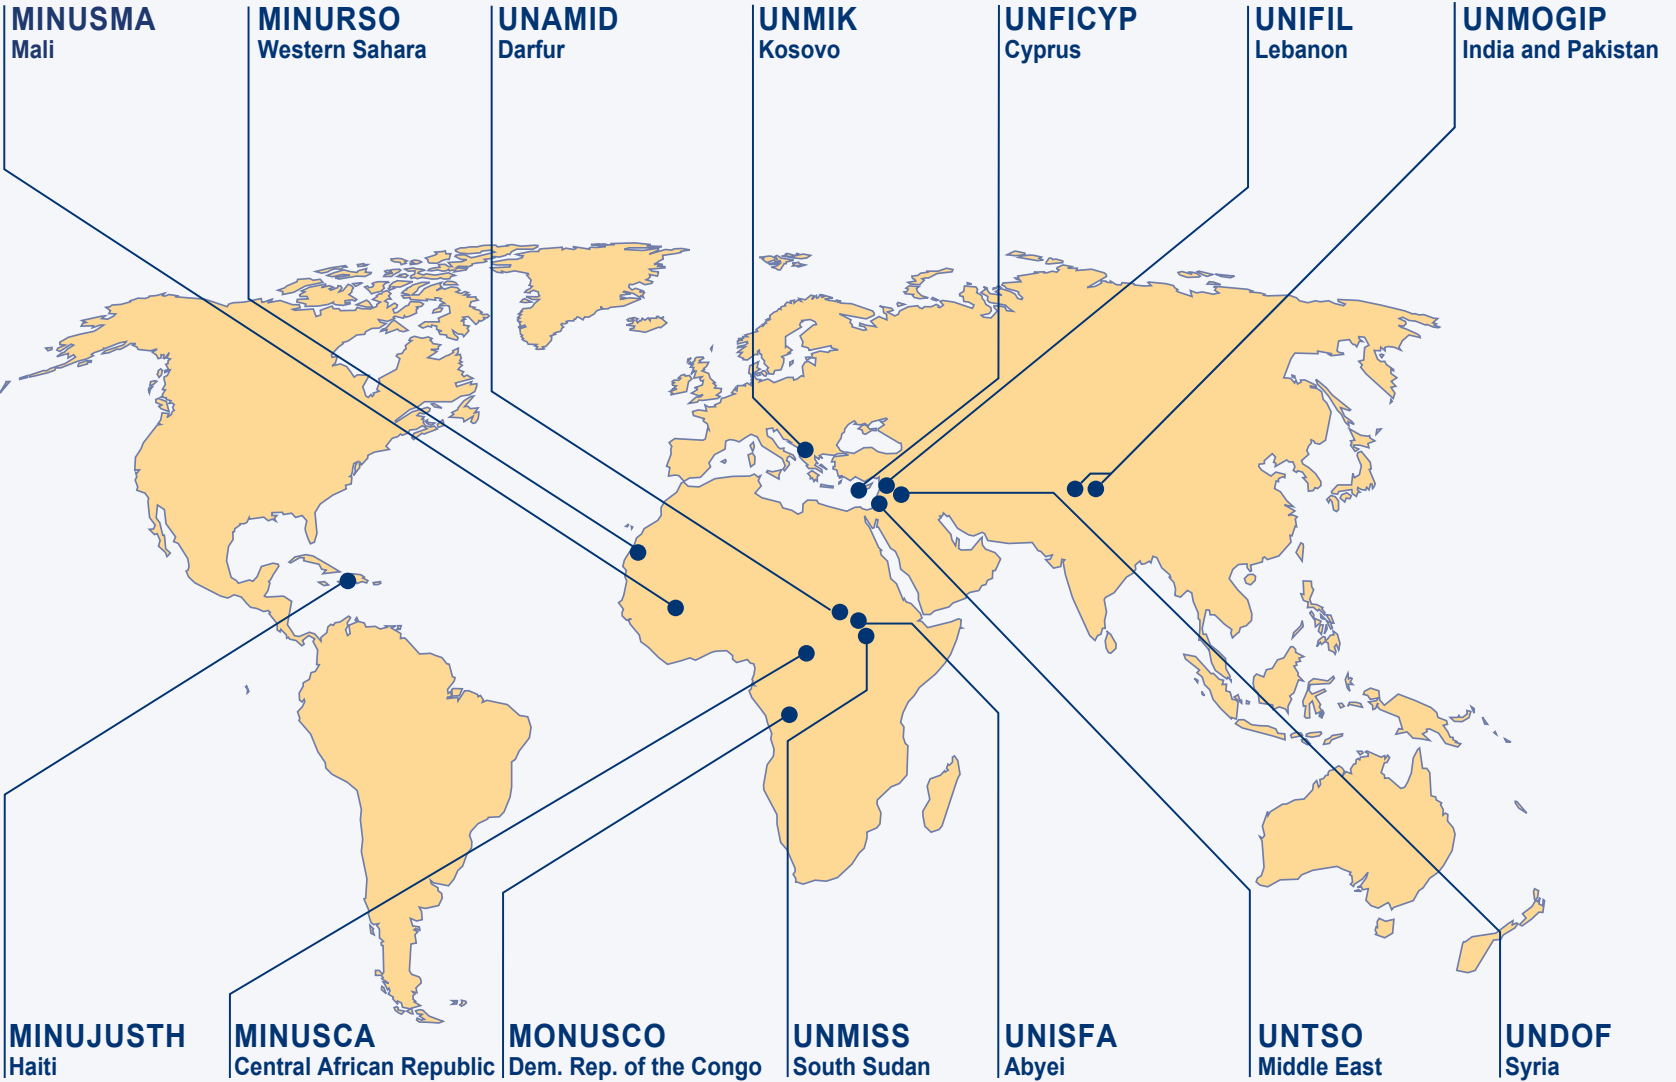 MINUSMA
Mali
MINURSO
Western Sahara
UNAMID
Darfur
UNMIK
Kosovo
UNFICYP
Cyprus
UNIFIL
Lebanon
UNMOGIP
India and Pakistan
MINUJUSTH
Haiti
MINUSCA
Central African Republic
MONUSCO
Dem. Rep. of the Congo
UNMISS
South Sudan
UNISFA
Abyei
UNTSO
Middle East
UNDOF
Syria